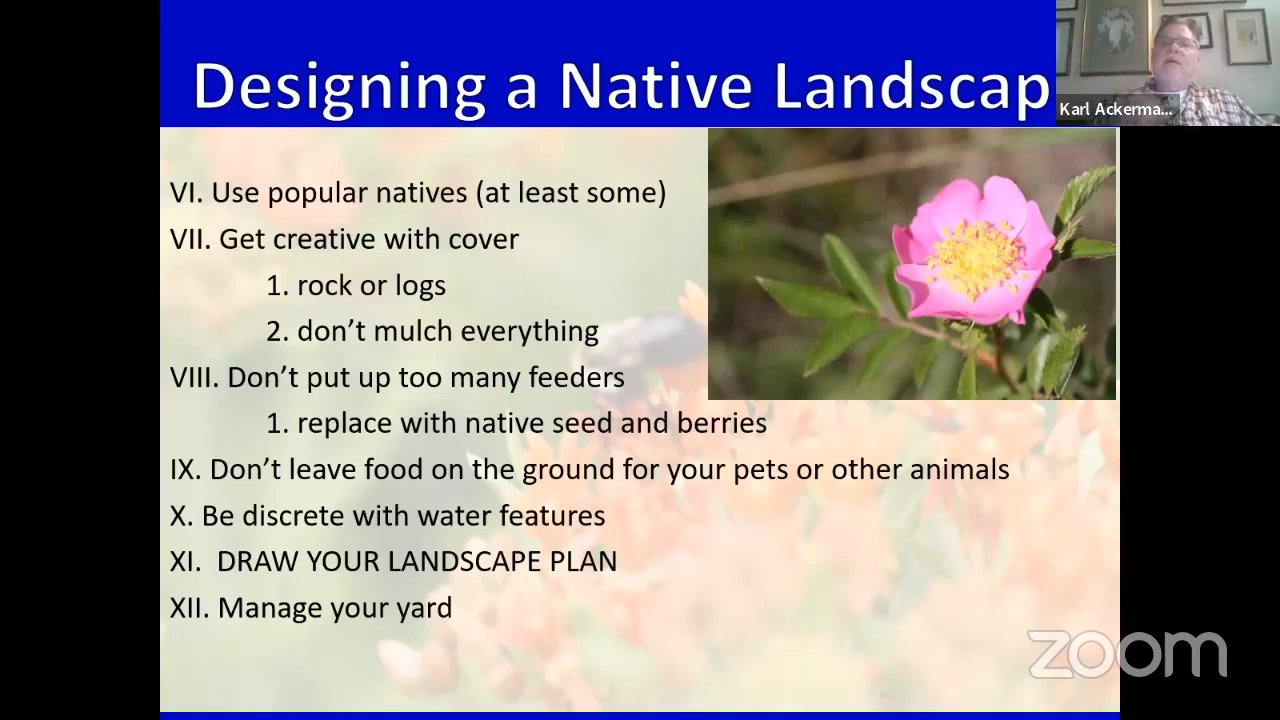 Designing a Native Landscap
Karl Ackerma...
VI. Use popular natives (at least some)
VII. Get creative with cover
1. rock or logs
2. don’t mulch everything
VIII. Don’t put up too many feeders
1. replace with native seed and berries
IX. Don’t leave food on the ground for your pets or other animals
X. Be discrete with water features
XI. DRAW YOUR LANDSCAPE PLAN
XII. Manage your yard
zoom